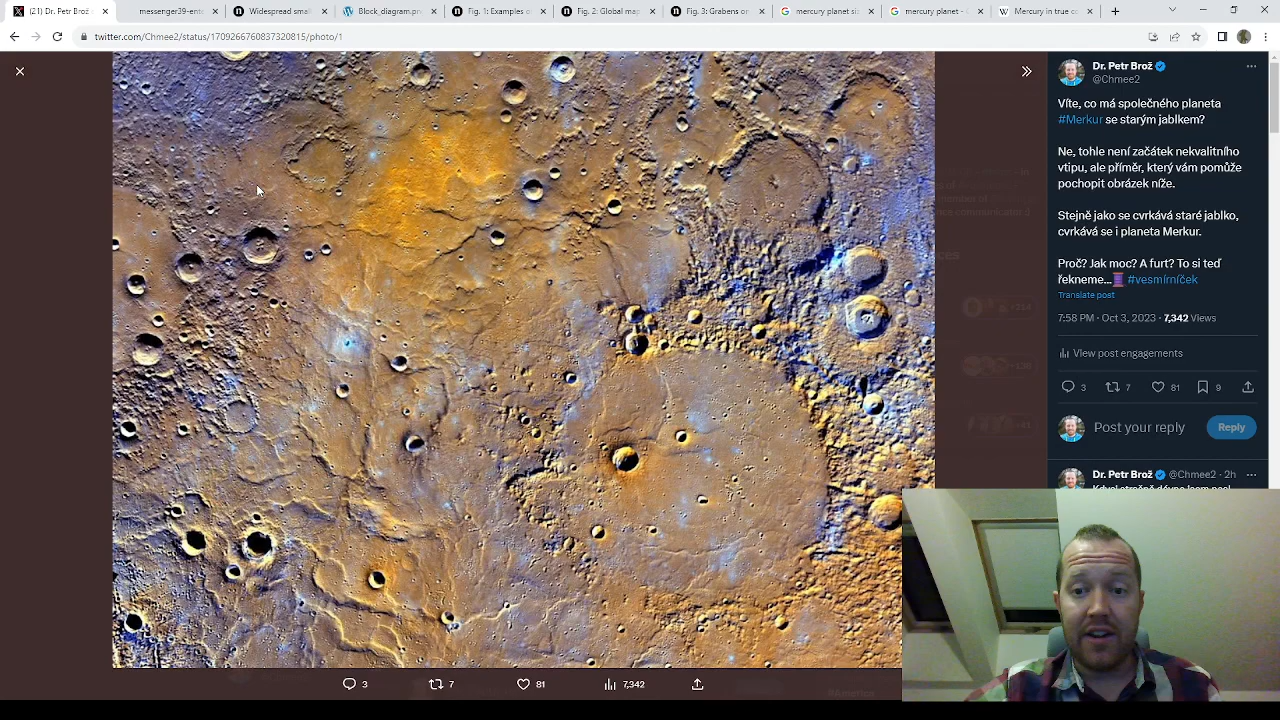 (21) Dr. Petr Bro
messenger39-ent
Widespread smal
Block_diagram.pn
Fig. 1: Examples o
Fig. 2: Global map
Fig. 3: Grabens or
mercury planet si
mercury planet - G
Mercury in true co
twitter.com/Chmee2/status/1709266760837320815/photo/1
Dr. Petr Brož
@Chmee2
Víte, co má společného planeta
#Merkur se starým jablkem?
Ne, tohle není začátek nekvalitního
vtipu, ale příměr, který vám pomůže
pochopit obrázek níže.
Stejně jako se cvrkává staré jablko,
cvrkává se i planeta Merkur.
Proč? Jak moc? A furt? To si teď
řekneme... #vesmírníček
Translate post
7:58 PM · Oct 3, 2023 · 7,342 Views
View post engagements
3 7 81 9
Post your reply Reply
Dr. Petr Brož @Chmee2 · 2h
3 7 81 7,342